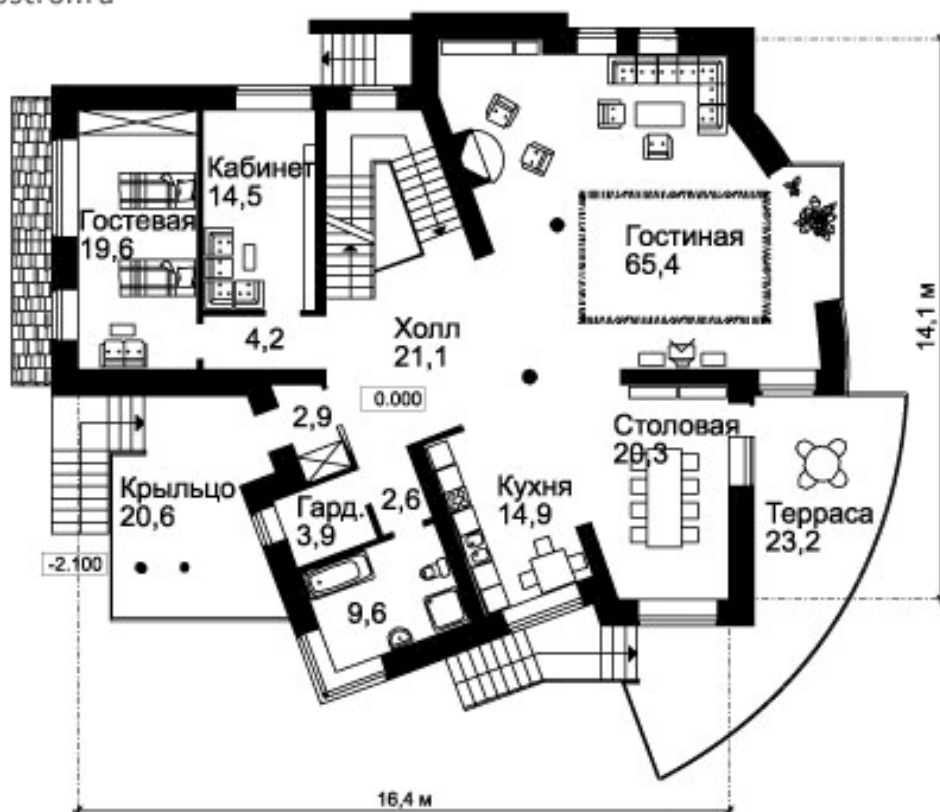 Кабинет
14,5
Гостевая
19,6
Гостиная
65,4
4,2
Холл
21,1
0.000
14,1 м
2,9
Столовая
20,3
Крыльцо
20,6
Гард.
3,9
2,6
Кухня
14,9
Терраса
23,2
-2.100
9,6
16,4 м